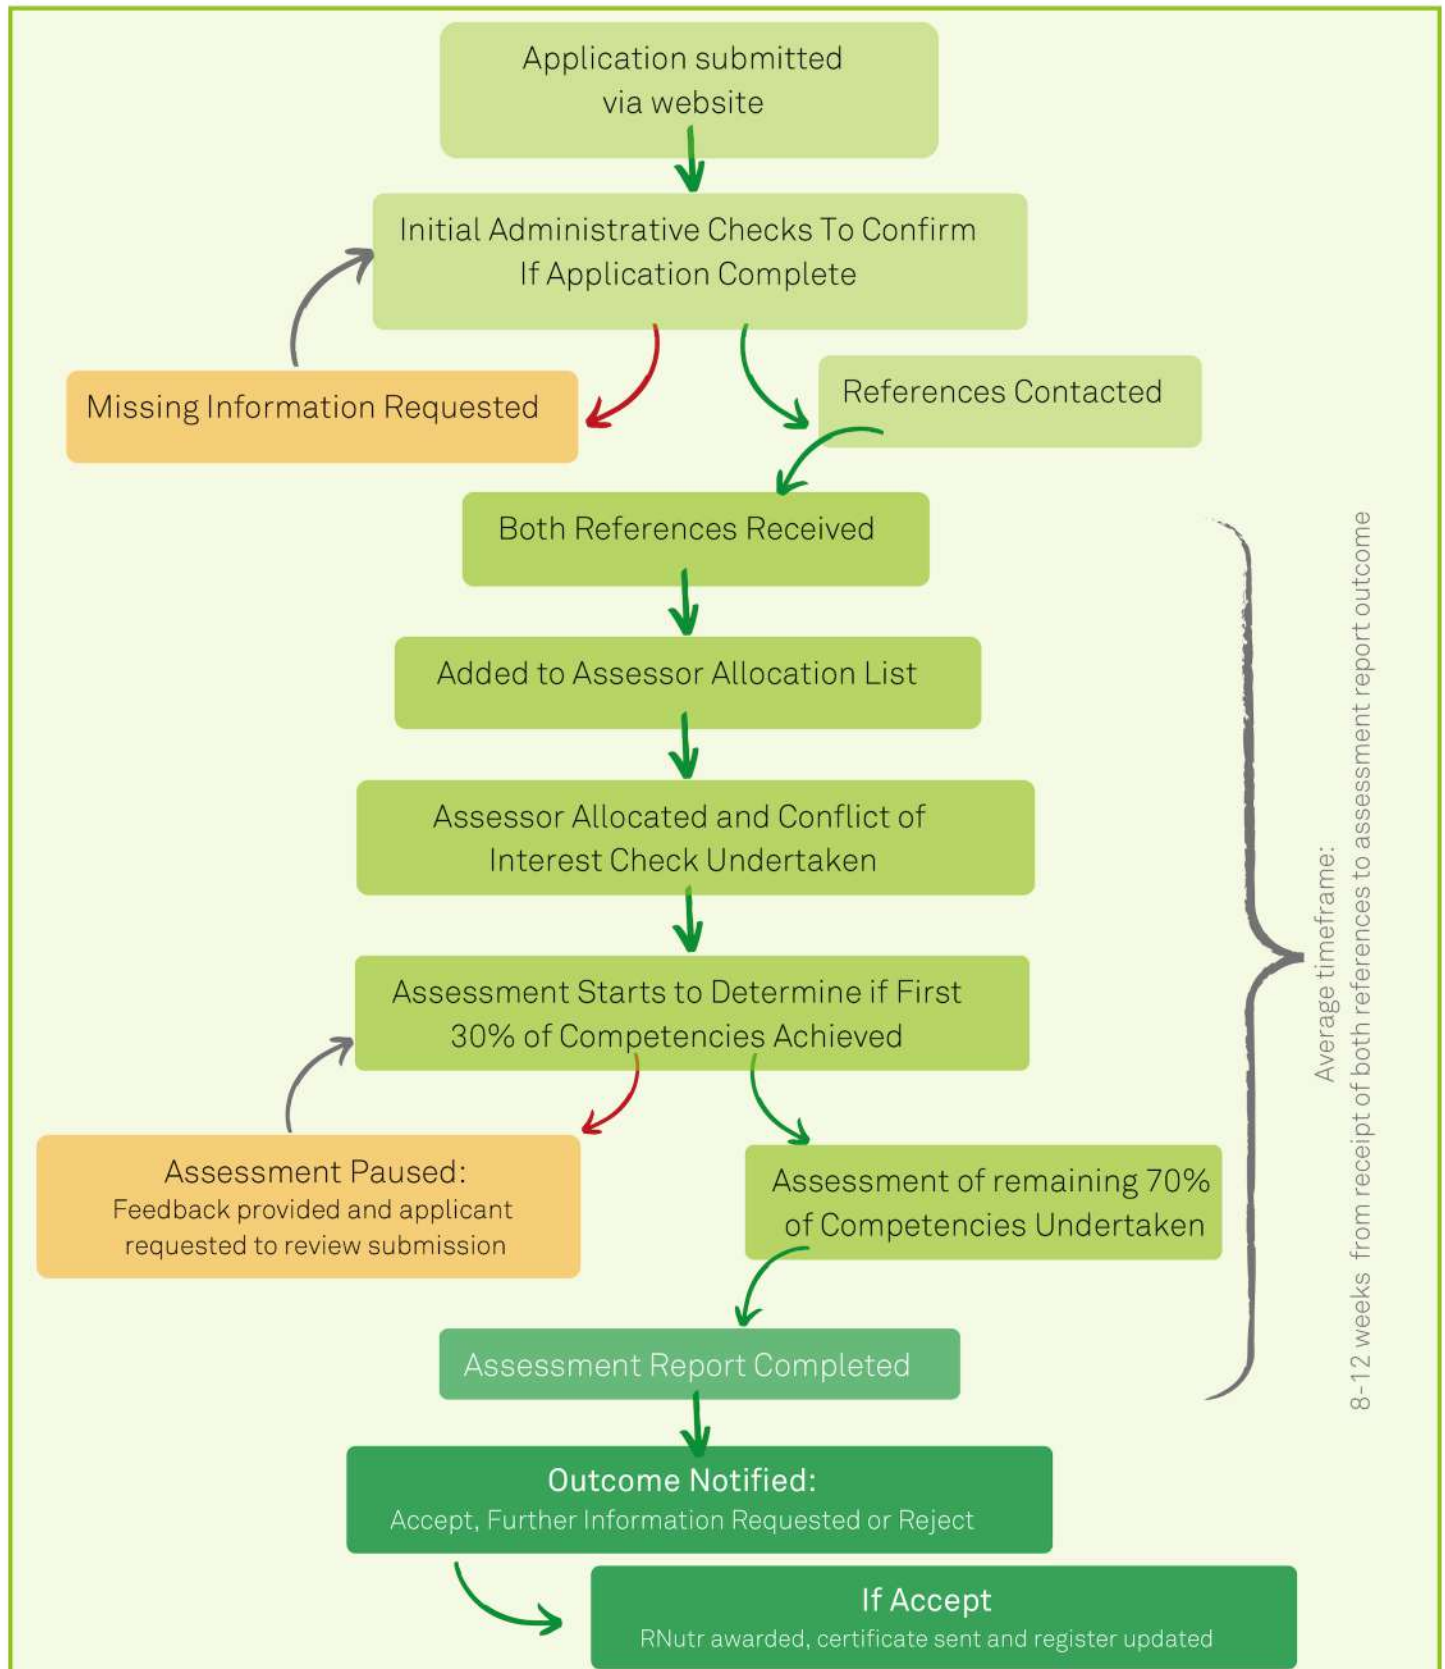 Application submitted
via website
Initial Administrative Checks To Confirm
If Application Complete
Missing Information Requested
References Contacted
Both References Received
Added to Assessor Allocation List
Assessor Allocated and Conflict of
Interest Check Undertaken
Assessment Starts to Determine if First
30% of Competencies Achieved
Assessment Paused:
Feedback provided and applicant
requested to review submission
Assessment of remaining 70%
of Competencies Undertaken
Assessment Report Completed
Outcome Notified:
Accept, Further Information Requested or Reject
If Accept
RNutr awarded, certificate sent and register updated
Average timeframe:
8-12 weeks from receipt of both references to assessment report outcome